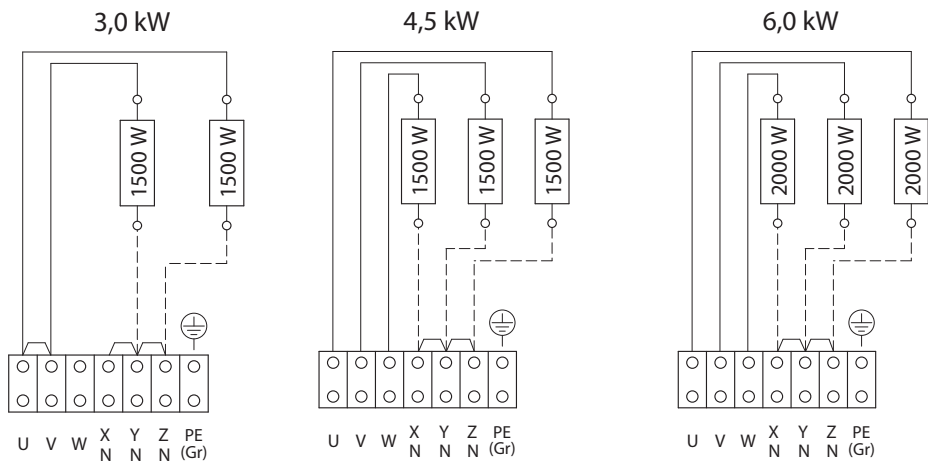 3,0 kW
4,5 kW
6,0 kW
1500 W
1500 W
1500 W
1500 W
1500 W
2000 W
2000 W
2000 W
U V W X Y Z PE
N N N (Gr)
U V W X Y Z PE
N N N (Gr)
U V W X Y Z PE
N N N (Gr)